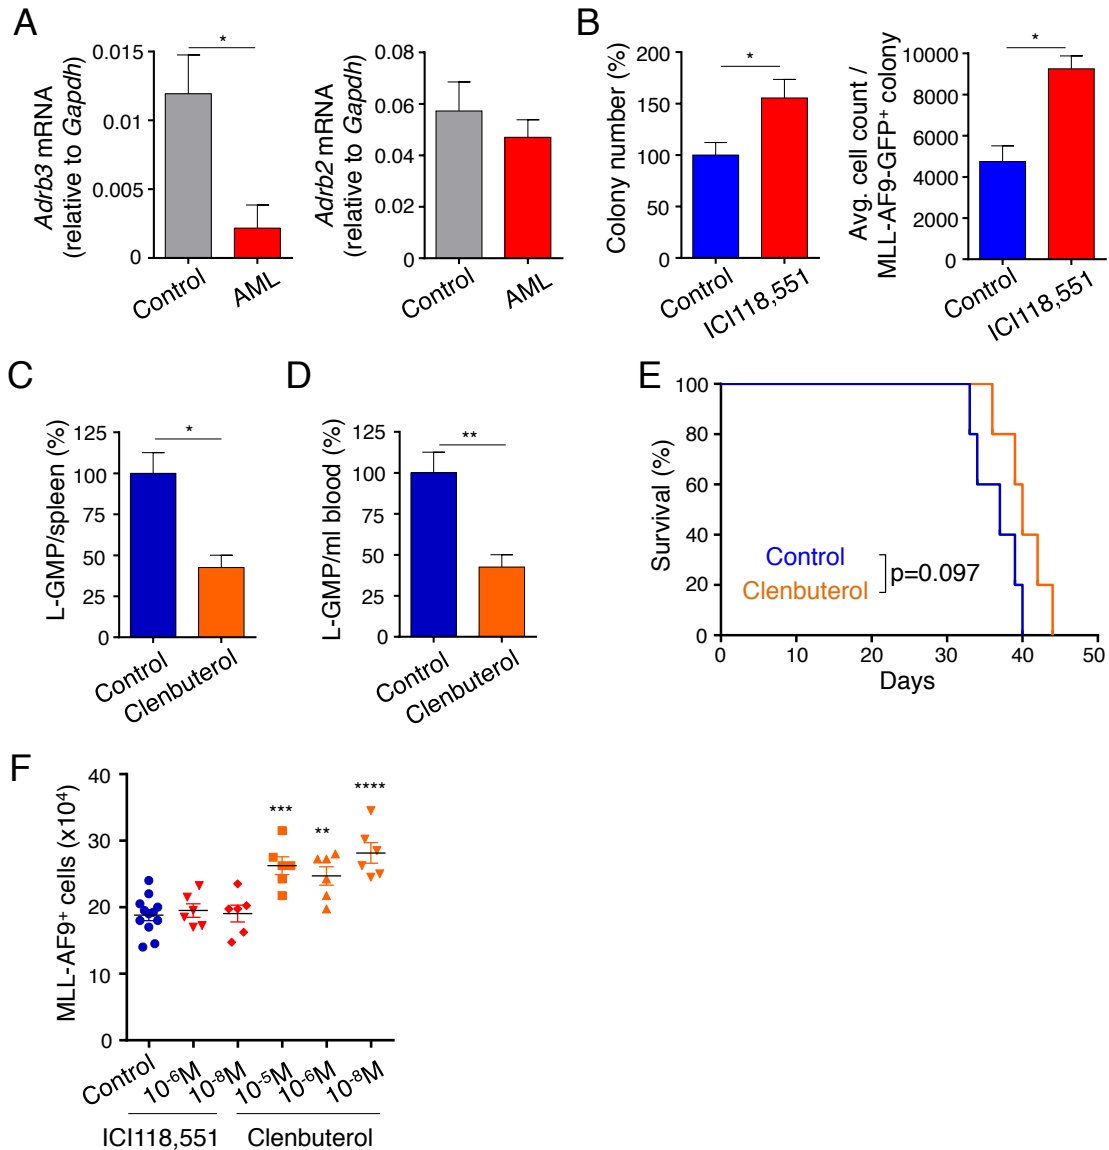 A
Adrb3 mRNA
(relative to Gapdh)
0.015
0.01
0.005
0
*
Control
AML
Adrb2 mRNA
(relative to Gapdh)
0.08
0.06
0.04
0.02
0
Control
AML
B
Colony number (%)
200
150
100
50
0
*
Control
ICI118,551
Avg. cell count /
MLL-AF9-GFP⁺ colony
10000
8000
6000
4000
2000
0
*
Control
ICI118,551
C
L-GMP/spleen (%)
125
100
75
50
25
0
*
Control
Clenbuterol
D
L-GMP/ml blood (%)
125
100
75
50
25
0
**
Control
Clenbuterol
E
Survival (%)
100
80
60
40
20
0
Control
Clenbuterol
p=0.097
0 10 20 30 40 50
Days
F
MLL-AF9⁺ cells (x10⁴)
40
30
20
10
0
*** ** ****
Control
10⁻⁶M
10⁻⁸M
10⁻⁵M
10⁻⁶M
10⁻⁸M
ICI118,551
Clenbuterol